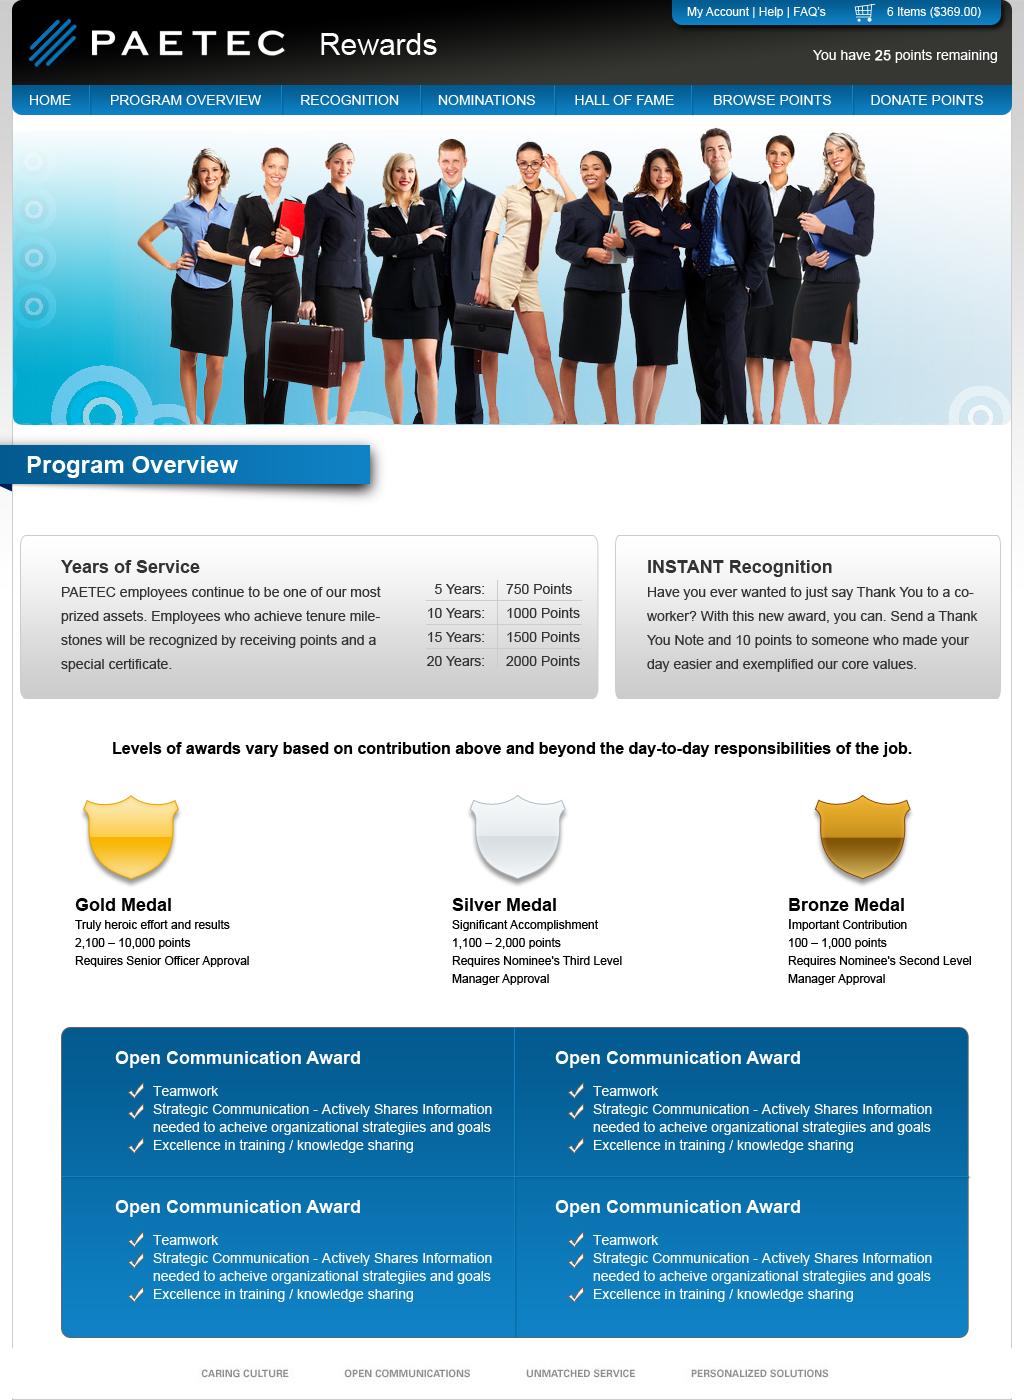 My Account | Help | FAQ's
6 Items ($369.00)
PAETEC Rewards
You have 25 points remaining
HOME
PROGRAM OVERVIEW
RECOGNITION
NOMINATIONS
HALL OF FAME
BROWSE POINTS
DONATE POINTS
Program Overview
Years of Service
PAETEC employees continue to be one of our most
prized assets. Employees who achieve tenure mile-
stones will be recognized by receiving points and a
special certificate.
5 Years: 750 Points
10 Years: 1000 Points
15 Years: 1500 Points
20 Years: 2000 Points
INSTANT Recognition
Have you ever wanted to just say Thank You to a co-
worker? With this new award, you can. Send a Thank
You Note and 10 points to someone who made your
day easier and exemplified our core values.
Levels of awards vary based on contribution above and beyond the day-to-day responsibilities of the job.
Gold Medal
Truly heroic effort and results
2,100 – 10,000 points
Requires Senior Officer Approval
Silver Medal
Significant Accomplishment
1,100 – 2,000 points
Requires Nominee's Third Level
Manager Approval
Bronze Medal
Important Contribution
100 – 1,000 points
Requires Nominee's Second Level
Manager Approval
Open Communication Award
Teamwork
Strategic Communication - Actively Shares Information
needed to acheive organizational strategiies and goals
Excellence in training / knowledge sharing
Open Communication Award
Teamwork
Strategic Communication - Actively Shares Information
needed to acheive organizational strategiies and goals
Excellence in training / knowledge sharing
Open Communication Award
Teamwork
Strategic Communication - Actively Shares Information
needed to acheive organizational strategiies and goals
Excellence in training / knowledge sharing
Open Communication Award
Teamwork
Strategic Communication - Actively Shares Information
needed to acheive organizational strategiies and goals
Excellence in training / knowledge sharing
CARING CULTURE
OPEN COMMUNICATIONS
UNMATCHED SERVICE
PERSONALIZED SOLUTIONS